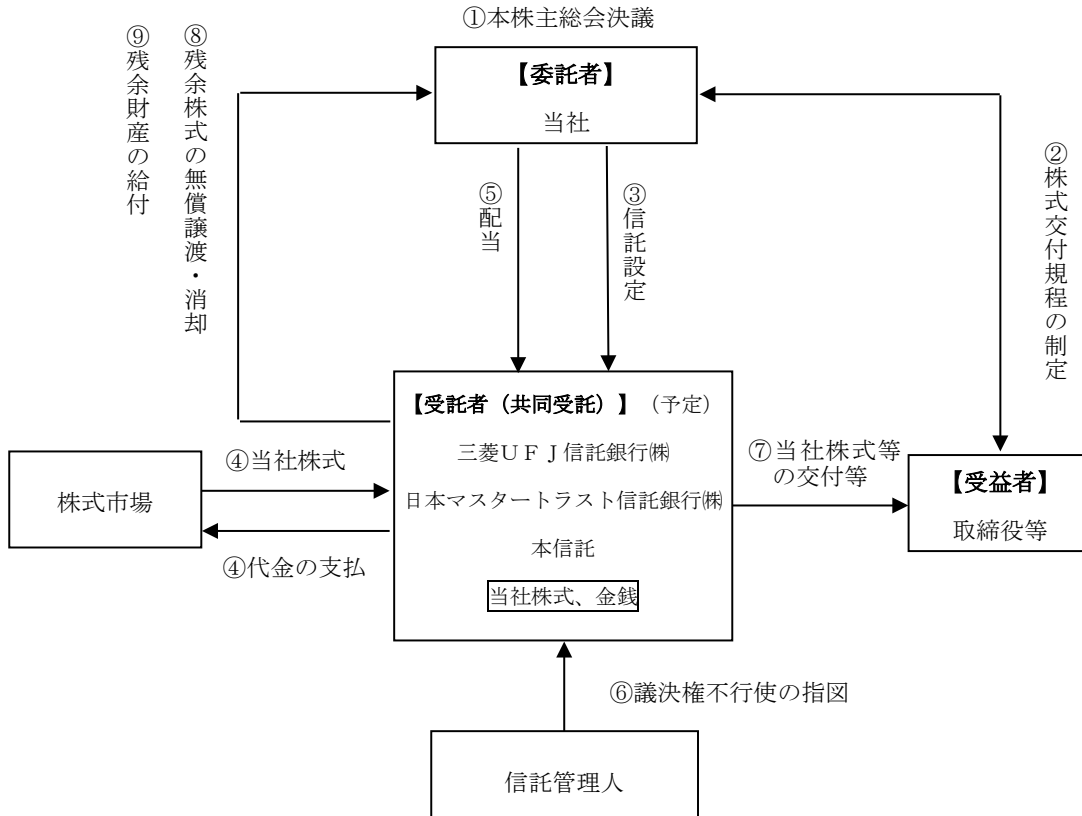 ①本株主総会決議
⑨残余財産の給付
⑧残余株式の無償譲渡・消却
【委託者】
当社
②株式交付規程の制定
⑤配当
③信託設定
【受託者（共同受託）】（予定）
三菱ＵＦＪ信託銀行㈱
日本マスタートラスト信託銀行㈱
本信託
当社株式、金銭
④当社株式
株式市場
④代金の支払
⑦当社株式等
の交付等
【受益者】
取締役等
⑥議決権不行使の指図
信託管理人